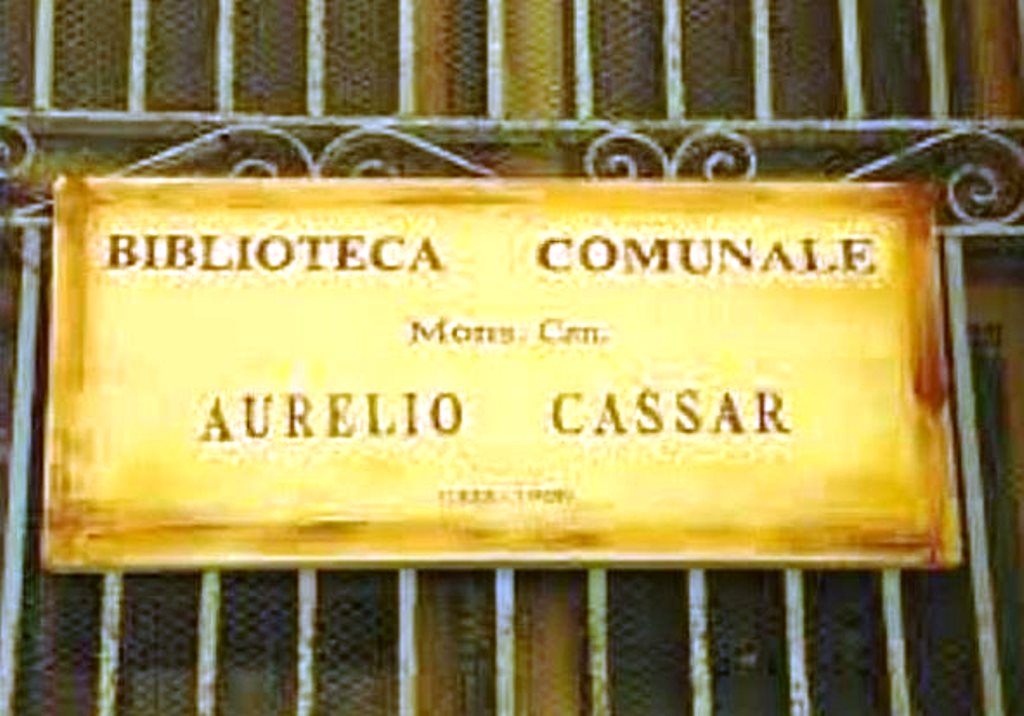 BIBLIOTECA COMUNALE
Mons. Can.
AURELIO CASSAR